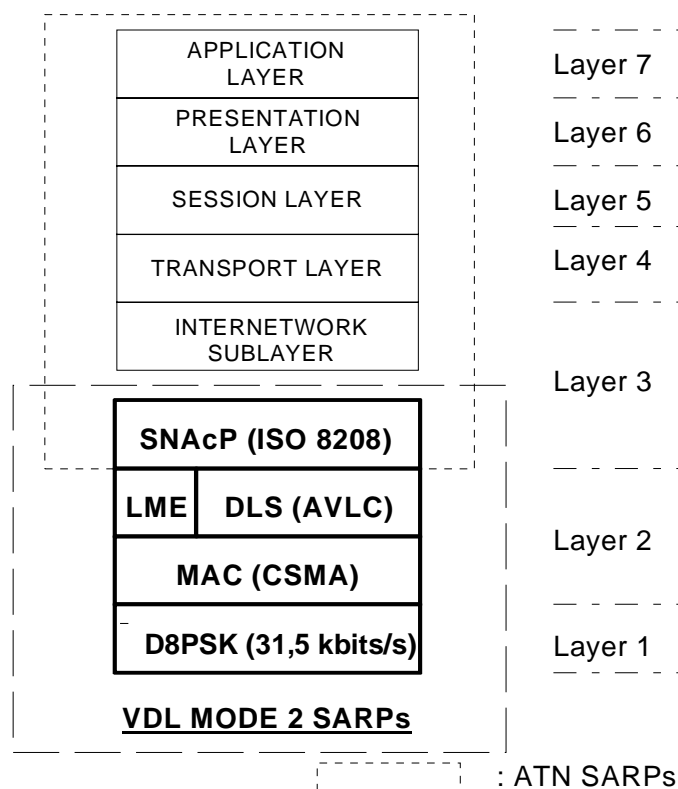 APPLICATION
LAYER
Layer 7
PRESENTATION
LAYER
Layer 6
SESSION LAYER
Layer 5
TRANSPORT LAYER
Layer 4
INTERNETWORK
SUBLAYER
Layer 3
SNAcP (ISO 8208)
LME
DLS (AVLC)
Layer 2
MAC (CSMA)
D8PSK (31,5 kbits/s)
Layer 1
VDL MODE 2 SARPs
: ATN SARPs